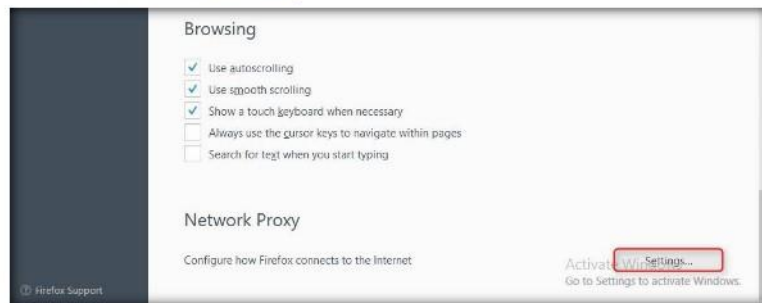 Browsing
Use autoscrolling
Use smooth scrolling
Show a touch keyboard when necessary
Always use the cursor keys to navigate within pages
Search for text when you start typing
Network Proxy
Configure how Firefox connects to the Internet
Settings...
Activate Windows
Go to Settings to activate Windows.
Firefox Support